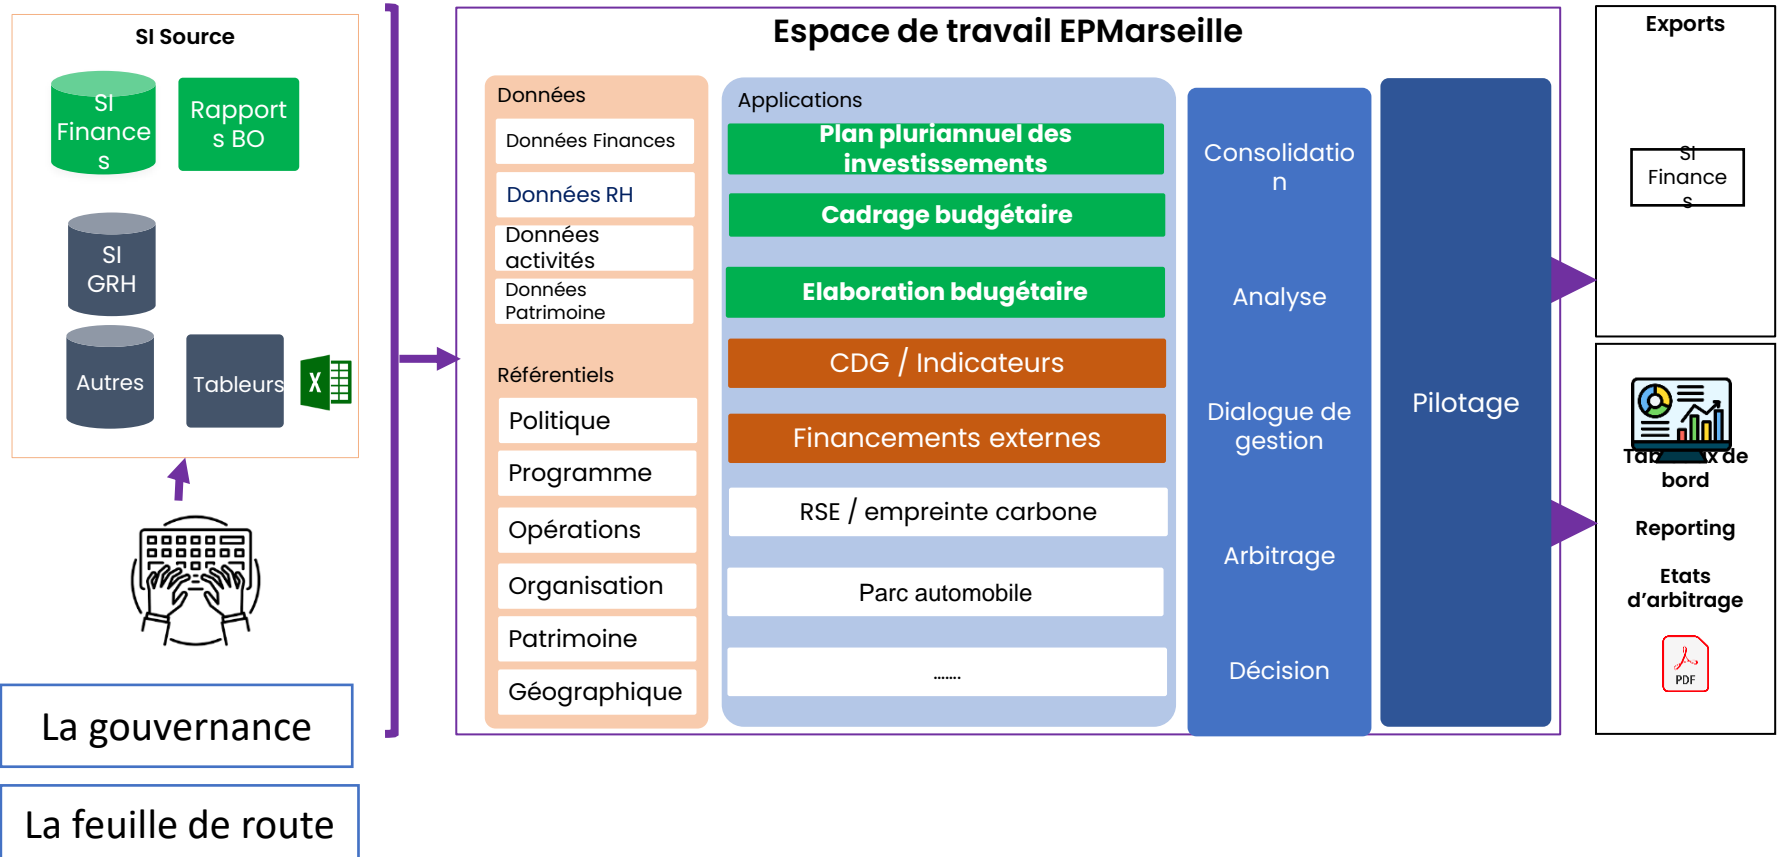 SI Source
SI
Finance
s
Rapport
s BO
SI
GRH
Autres
Tableurs
X
La gouvernance
La feuille de route
Espace de travail EPMarseille
Données
Données Finances
Données RH
Données
activités
Données
Patrimoine
Référentiels
Politique
Programme
Opérations
Organisation
Patrimoine
Géographique
Applications
Plan pluriannuel des
investissements
Cadrage budgétaire
Elaboration bdugétaire
CDG / Indicateurs
Financements externes
RSE / empreinte carbone
Parc automobile
…….
Consolidatio
n
Analyse
Dialogue de
gestion
Arbitrage
Décision
Pilotage
Exports
SI
Finance
s
Tableaux de
bord
Reporting
Etats
d’arbitrage
PDF